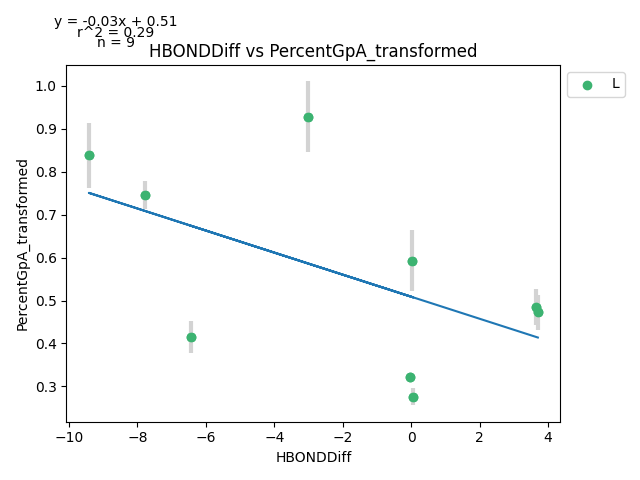 y = -0.03x + 0.51
r^2 = 0.29
n = 9
HBONDDiff vs PercentGpA_transformed
L
PercentGpA_transformed
1.0
0.9
0.8
0.7
0.6
0.5
0.4
0.3
−10
−8
−6
−4
−2
0
2
4
HBONDDiff